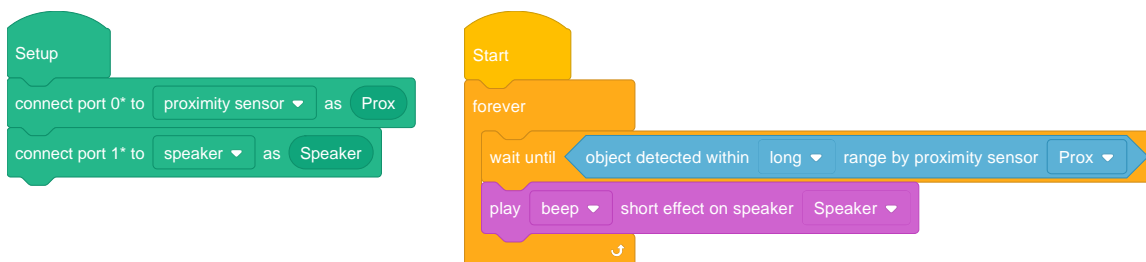 Setup
connect port 0* to proximity sensor as Prox
connect port 1* to speaker as Speaker
Start
forever
wait until object detected within long range by proximity sensor Prox
play beep short effect on speaker Speaker